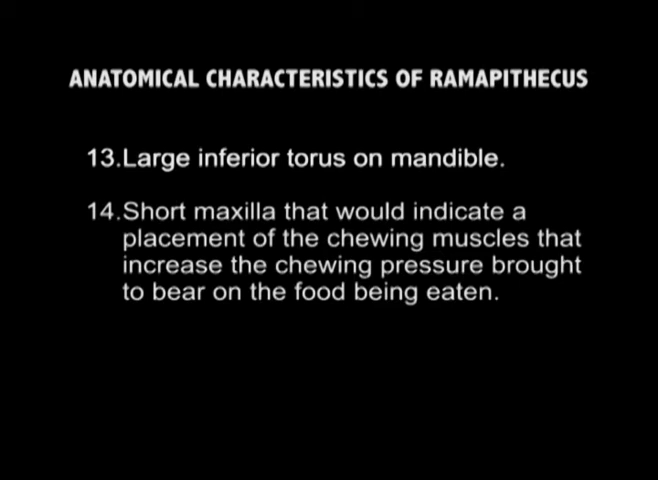 ANATOMICAL CHARACTERISTICS OF RAMAPITHECUS
13.Large inferior torus on mandible.
14.Short maxilla that would indicate a
placement of the chewing muscles that
increase the chewing pressure brought
to bear on the food being eaten.